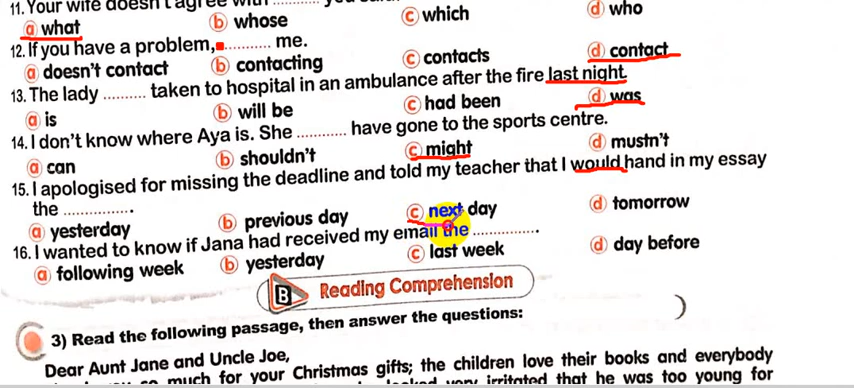 11. Your wife doesn't agree with
ⓐ what ⓑ whose ⓒ which ⓓ who
12. If you have a problem, ........... me.
ⓐ doesn't contact ⓑ contacting ⓒ contacts ⓓ contact
13. The lady .......... taken to hospital in an ambulance after the fire last night.
ⓐ is ⓑ will be ⓒ had been ⓓ was
14. I don't know where Aya is. She ............ have gone to the sports centre.
ⓐ can ⓑ shouldn't ⓒ might ⓓ mustn't
15. I apologised for missing the deadline and told my teacher that I would hand in my essay
the ................
ⓐ yesterday ⓑ previous day ⓒ next day ⓓ tomorrow
16. I wanted to know if Jana had received my email the ................
ⓐ following week ⓑ yesterday ⓒ last week ⓓ day before
B Reading Comprehension
3) Read the following passage, then answer the questions:
Dear Aunt Jane and Uncle Joe,
much for your Christmas gifts; the children love their books and everybody
irritated that he was too young for